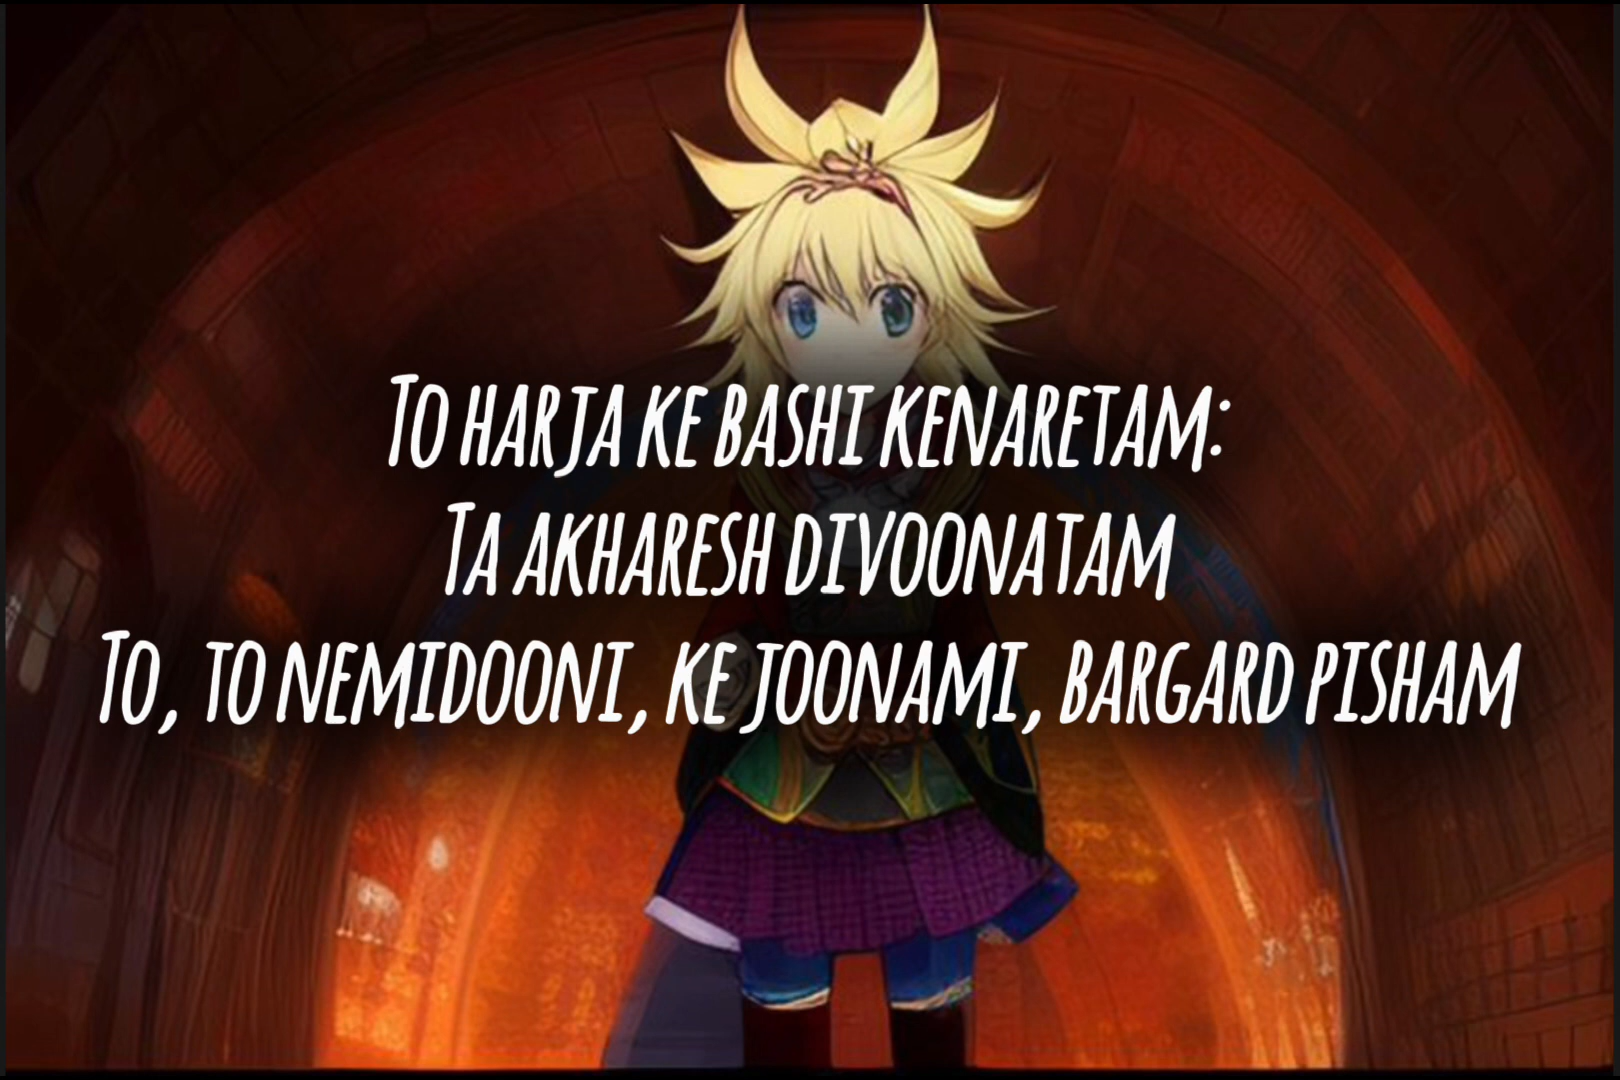 To harja ke bashi kenaretam:
Ta akharesh divoonatam
To, to nemidooni, ke joonami, bargard pisham